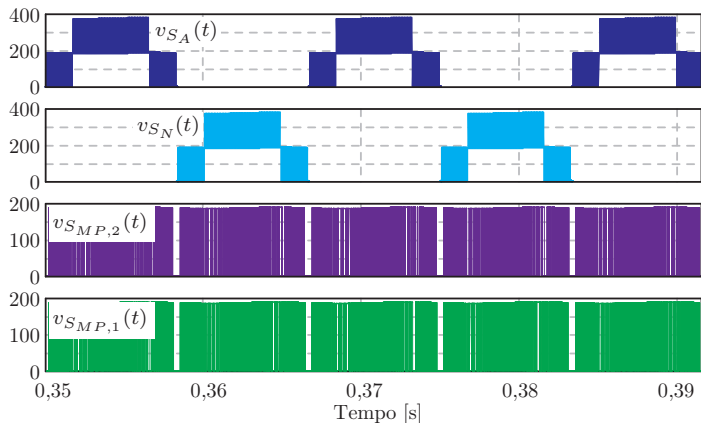 400
200
0
v_{S_A}(t)
400
200
0
v_{S_N}(t)
200
100
0
v_{S_{MP,2}}(t)
200
100
0
v_{S_{MP,1}}(t)
0,35 0,36 0,37 0,38 0,39
Tempo [s]